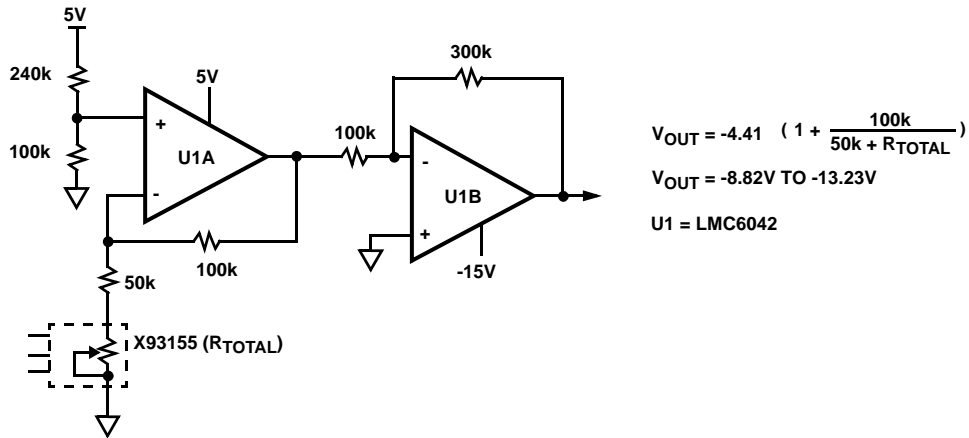 5V
240k
100k
+
-
U1A
5V
100k
50k
X93155 (RTOTAL)
100k
300k
-
+
U1B
-15V
VOUT = -4.41 ( 1 + 100k / 50k + RTOTAL )
VOUT = -8.82V TO -13.23V
U1 = LMC6042